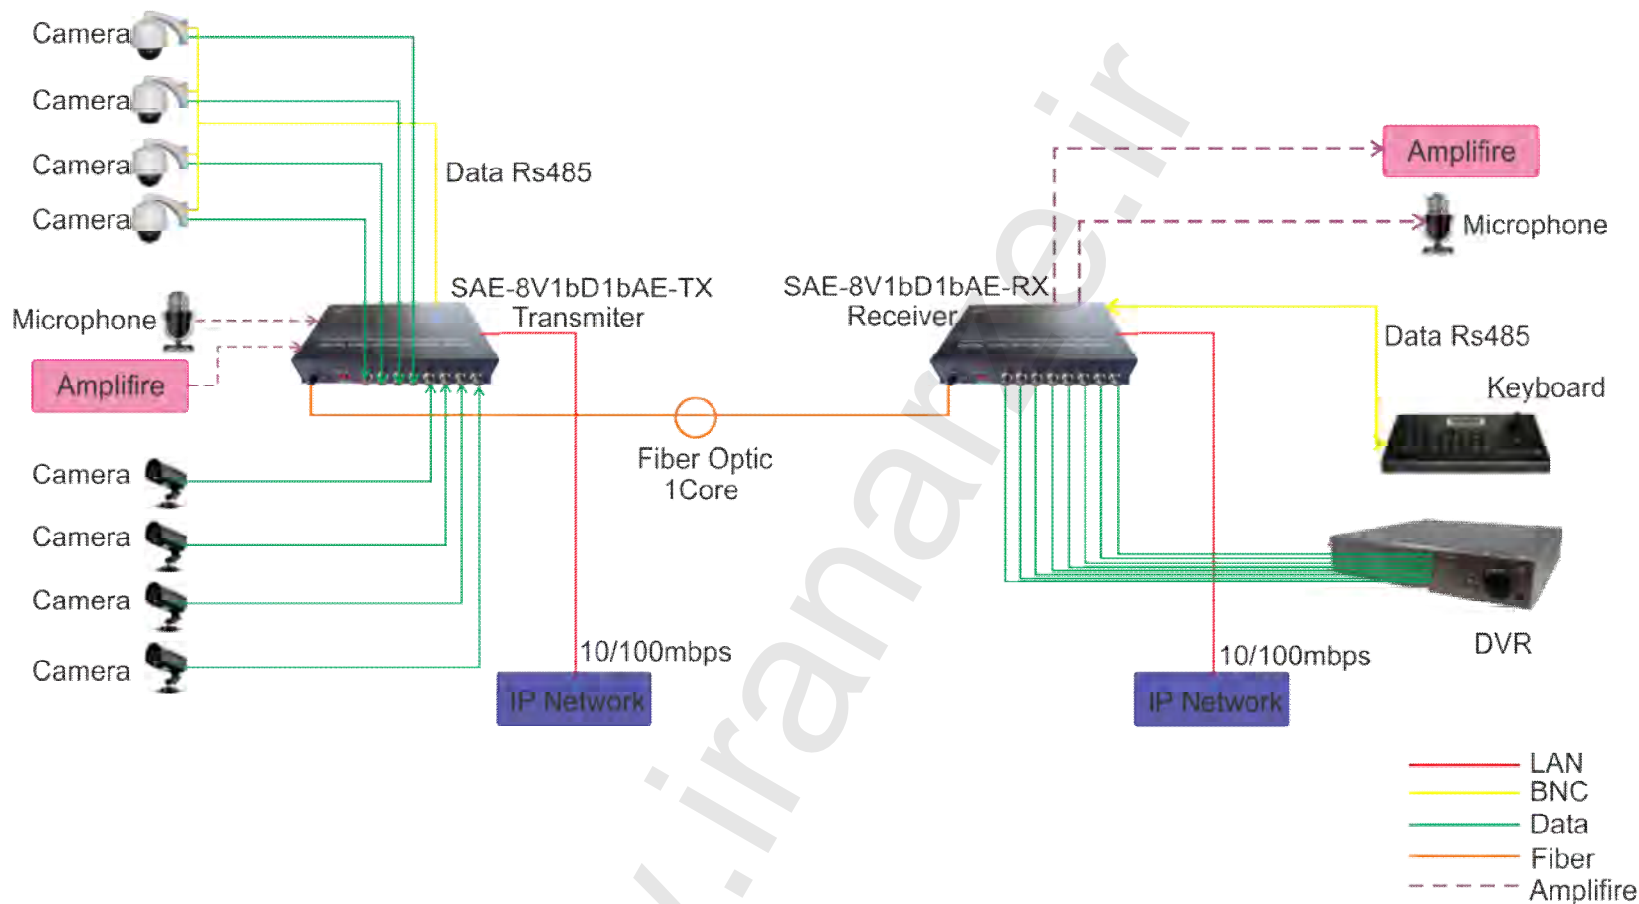 Camera
Camera
Camera
Camera
Data Rs485
SAE-8V1bD1bAE-TX
Transmiter
Microphone
Amplifire
Camera
Camera
Camera
Camera
Fiber Optic
1Core
10/100mbps
IP Network
SAE-8V1bD1bAE-RX
Receiver
Amplifire
Microphone
Data Rs485
Keyboard
DVR
10/100mbps
IP Network
LAN
BNC
Data
Fiber
Amplifire
.iranarze.ir